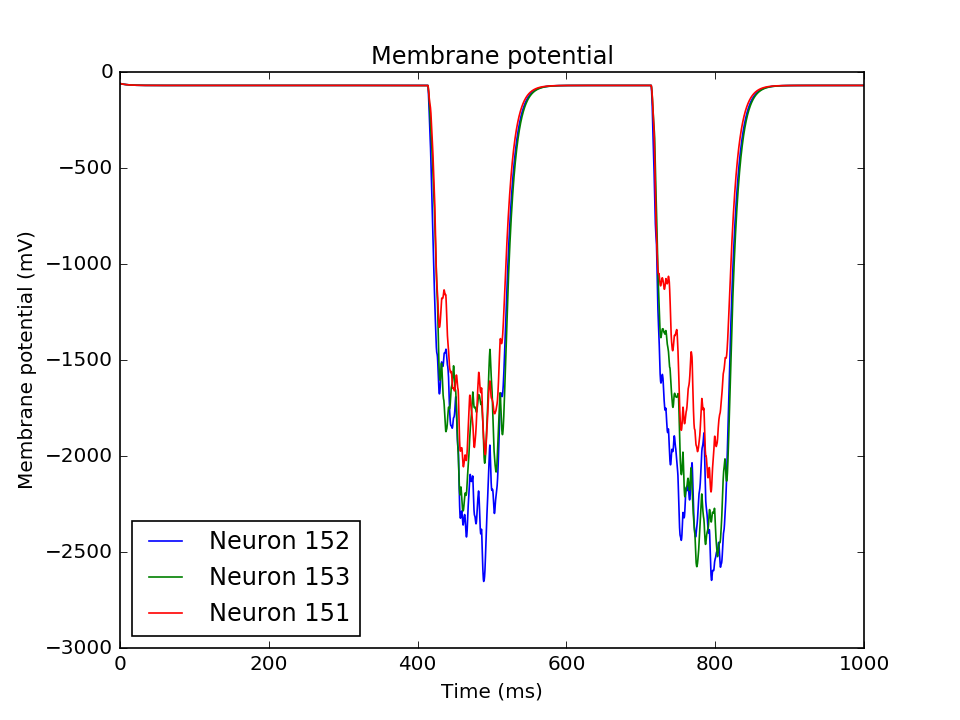 Membrane potential
0
−500
−1000
−1500
−2000
−2500
−3000
Membrane potential (mV)
Neuron 152
Neuron 153
Neuron 151
0 200 400 600 800 1000
Time (ms)